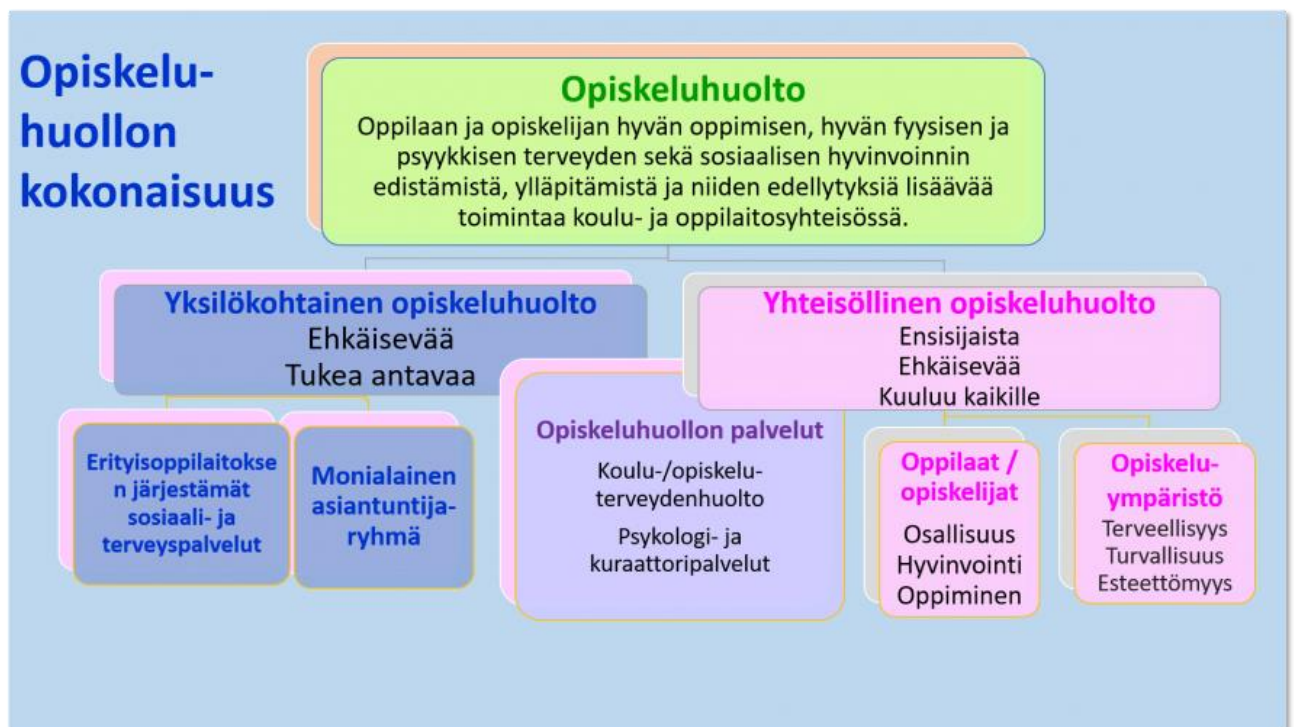 Opiskelu-
huollon
kokonaisuus
Opiskeluhuolto
Oppilaan ja opiskelijan hyvän oppimisen, hyvän fyysisen ja
psyykkisen terveyden sekä sosiaalisen hyvinvoinnin
edistämistä, ylläpitämistä ja niiden edellytyksiä lisäävää
toimintaa koulu- ja oppilaitosyhteisössä.
Yksilökohtainen opiskeluhuolto
Ehkäisevää
Tukea antavaa
Yhteisöllinen opiskeluhuolto
Ensisijaista
Ehkäisevää
Kuuluu kaikille
Erityisoppilaitokse
n järjestämät
sosiaali- ja
terveyspalvelut
Monialainen
asiantuntija-
ryhmä
Opiskeluhuollon palvelut
Koulu-/opiskelu-
terveydenhuolto
Psykologi- ja
kuraattoripalvelut
Oppilaat /
opiskelijat
Osallisuus
Hyvinvointi
Oppiminen
Opiskelu-
ympäristö
Terveellisyys
Turvallisuus
Esteettömyys